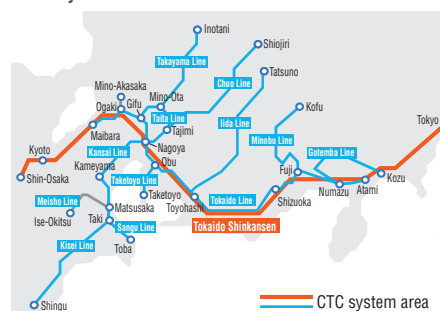 Inotani
Shiojiri
Takayama Line
Tatsuno
Mino-Akasaka
Chuo Line
Ogaki
Gifu
Mino-Ota
Kofu
Taita Line
Iida Line
Tokyo
Tajimi
Minobu Line
Kyoto
Maibara
Gotemba Line
Kansai Line
Nagoya
Kameyama
Obu
Fuji
Shin-Osaka
Taketoyo Line
Kozu
Meisho Line
Taketoyo
Tokaido Line
Numazu
Atami
Matsusaka
Toyohashi
Shizuoka
Ise-Okitsu
Taki
Sangu Line
Tokaido Shinkansen
Kisei Line
Toba
Shingu
CTC system area